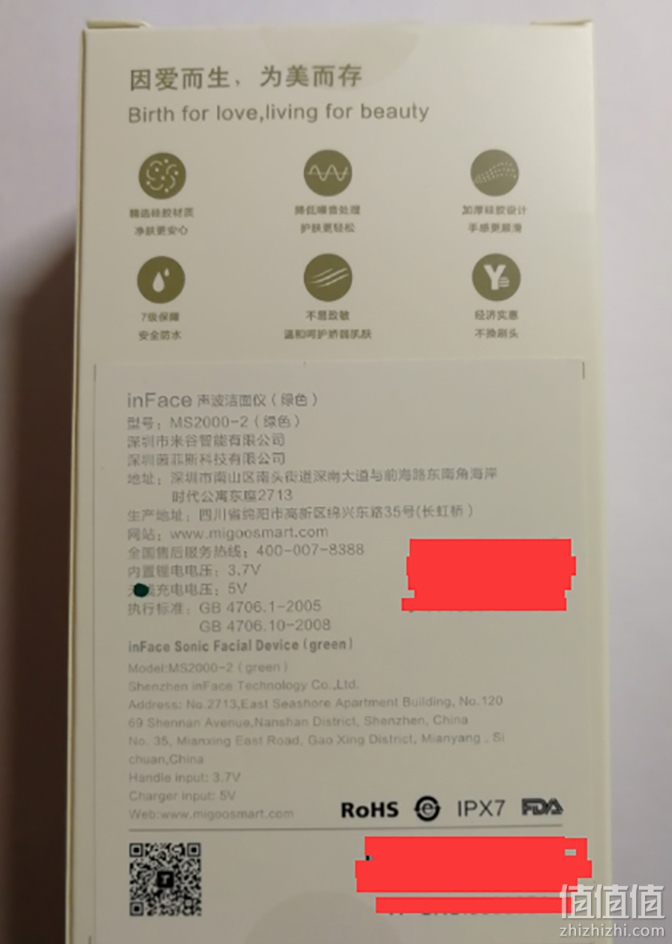 因爱而生，为美而存
Birth for love,living for beauty
精选硅胶材质
净肤更安心
降低噪音处理
护肤更轻松
加厚硅胶设计
手感更顺滑
7级保障
安全防水
不易致敏
温和呵护娇弱肌肤
经济实惠
不换刷头
inFace 声波洁面仪（绿色）
型号：MS2000-2（绿色）
深圳市米谷智能有限公司
深圳茵菲斯科技有限公司
地址：深圳市南山区南头街道深南大道与前海路东南角海岸
时代公寓东座2713
生产地址：四川省绵阳市高新区绵兴东路35号(长虹桥)
网站：www.migoosmart.com
全国售后服务热线：400-007-8388
内置锂电电压：3.7V
充电电压：5V
执行标准：GB 4706.1-2005
GB 4706.10-2008
inFace Sonic Facial Device (green)
Model:MS2000-2 (green)
Shenzhen inFace Technology Co.,Ltd.
Address: No.2713,East Seashore Apartment Building, No.120
69 Shennan Avenue,Nanshan District, Shenzhen, China
No. 35, Mianxing East Road, Gao Xing District, Mianyang , Si
chuan,China
Handle input: 3.7V
Charger input: 5V
Web:www.migoosmart.com
RoHS e IPX7 FDA
值值值
zhizhizhi.com